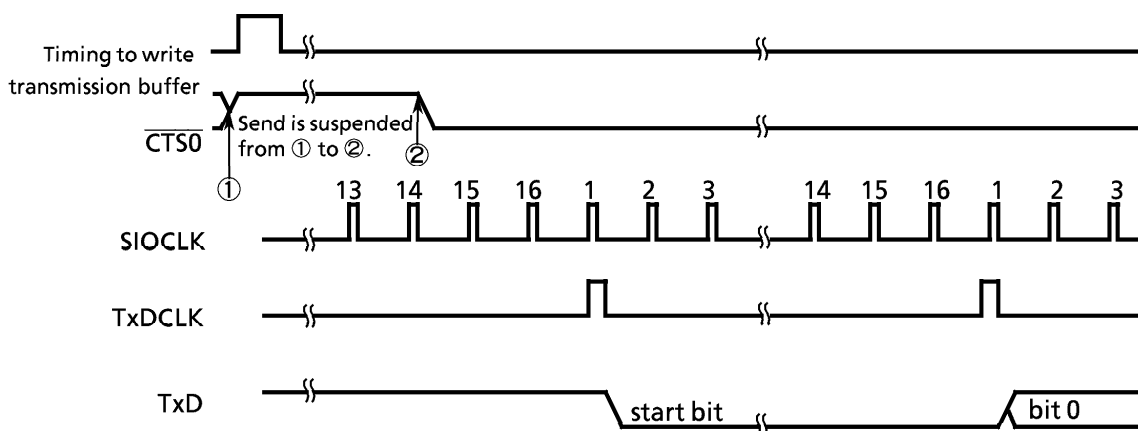 Timing to write
transmission buffer
CTS0
Send is suspended
from ① to ②.
①
②
13 14 15 16 1 2 3 14 15 16 1 2 3
SIOCLK
TxDCLK
TxD
start bit
bit 0